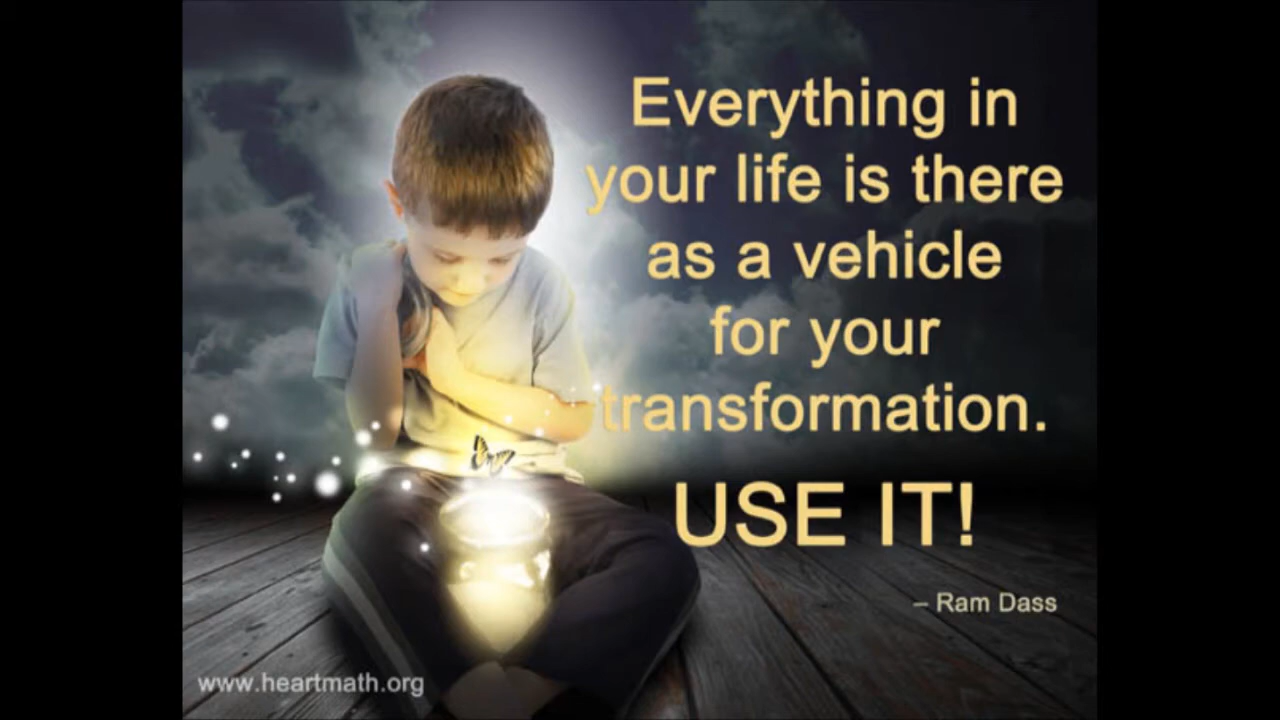 Everything in
your life is there
as a vehicle
for your
transformation.
USE IT!
– Ram Dass
www.heartmath.org